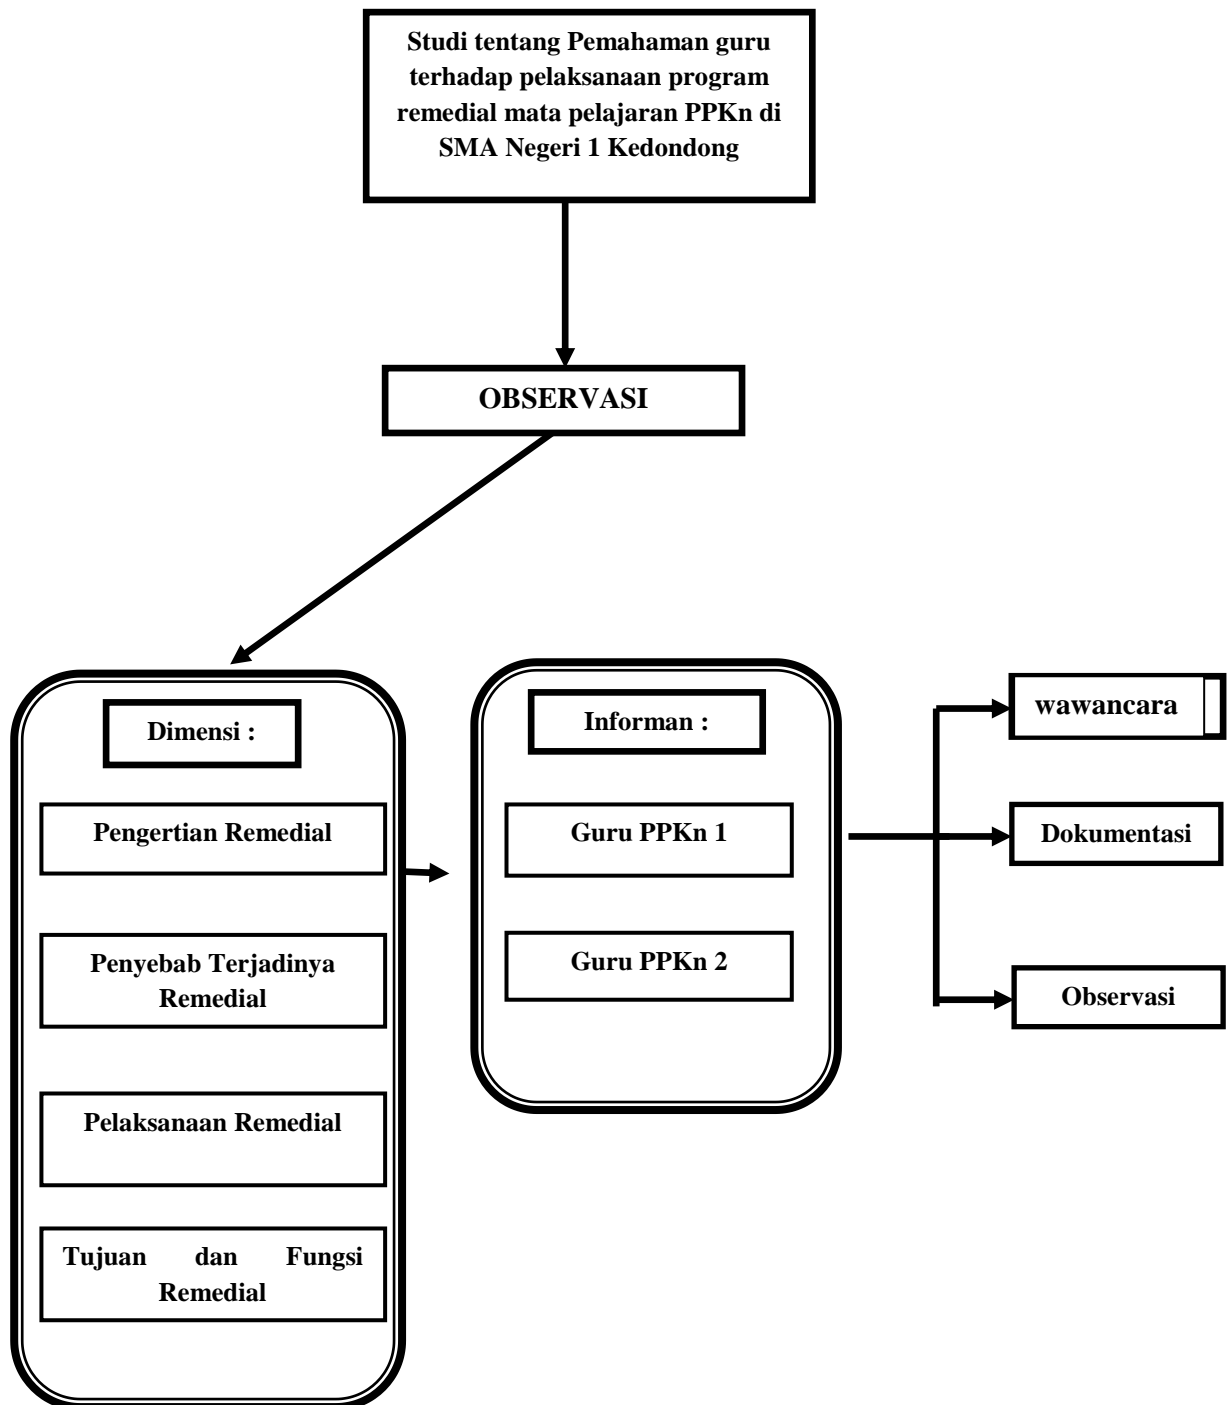 Studi tentang Pemahaman guru
terhadap pelaksanaan program
remedial mata pelajaran PPKn di
SMA Negeri 1 Kedondong
OBSERVASI
Dimensi :
Pengertian Remedial
Penyebab Terjadinya
Remedial
Pelaksanaan Remedial
Tujuan dan Fungsi
Remedial
Informan :
Guru PPKn 1
Guru PPKn 2
wawancara
Dokumentasi
Observasi